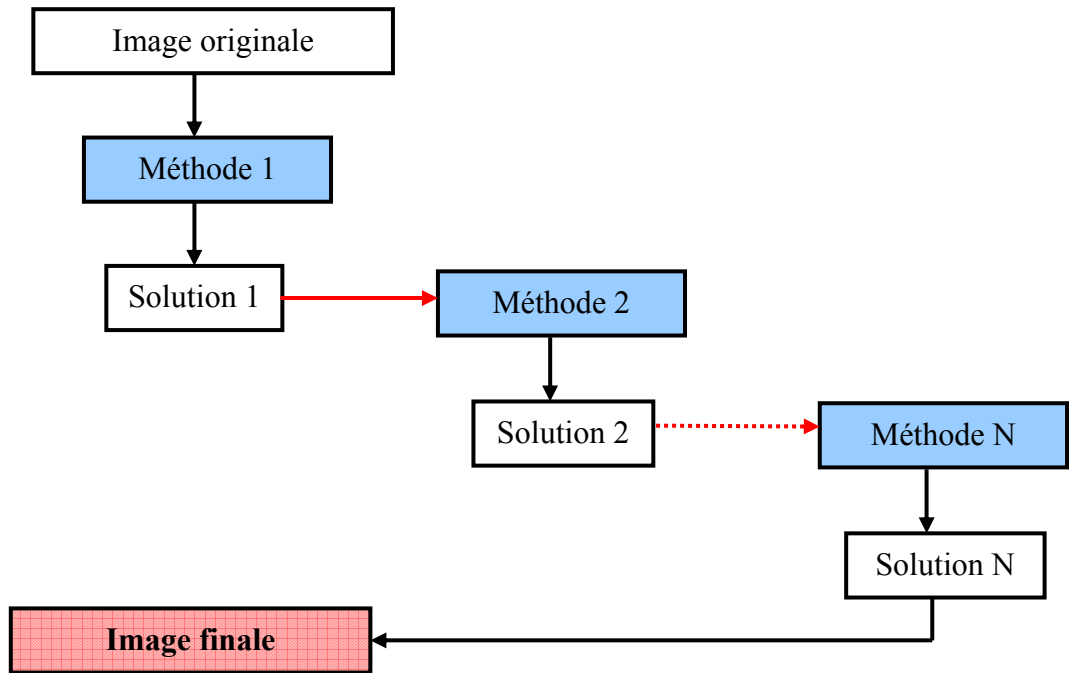 Image originale
Méthode 1
Solution 1
Méthode 2
Solution 2
Méthode N
Solution N
Image finale